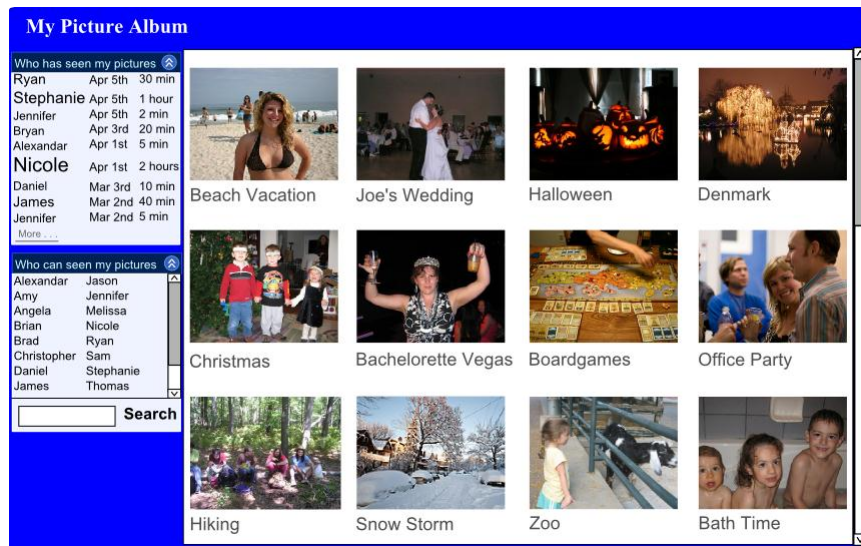 My Picture Album
Who has seen my pictures
Ryan Apr 5th 30 min
Stephanie Apr 5th 1 hour
Jennifer Apr 5th 2 min
Bryan Apr 3rd 20 min
Alexandar Apr 1st 5 min
Nicole Apr 1st 2 hours
Daniel Mar 3rd 10 min
James Mar 2nd 40 min
Jennifer Mar 2nd 5 min
More . . .
Who can see my pictures
Alexandar Jason
Amy Jennifer
Angela Melissa
Brian Nicole
Brad Ryan
Christopher Sam
Daniel Stephanie
James Thomas
Search
Beach Vacation Joe's Wedding Halloween Denmark
Christmas Bachelorette Vegas Boardgames Office Party
Hiking Snow Storm Zoo Bath Time